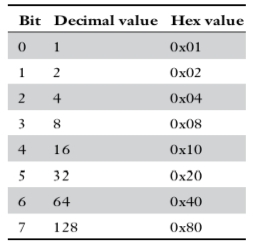 Bit Decimal value Hex value
0 1 0x01
1 2 0x02
2 4 0x04
3 8 0x08
4 16 0x10
5 32 0x20
6 64 0x40
7 128 0x80